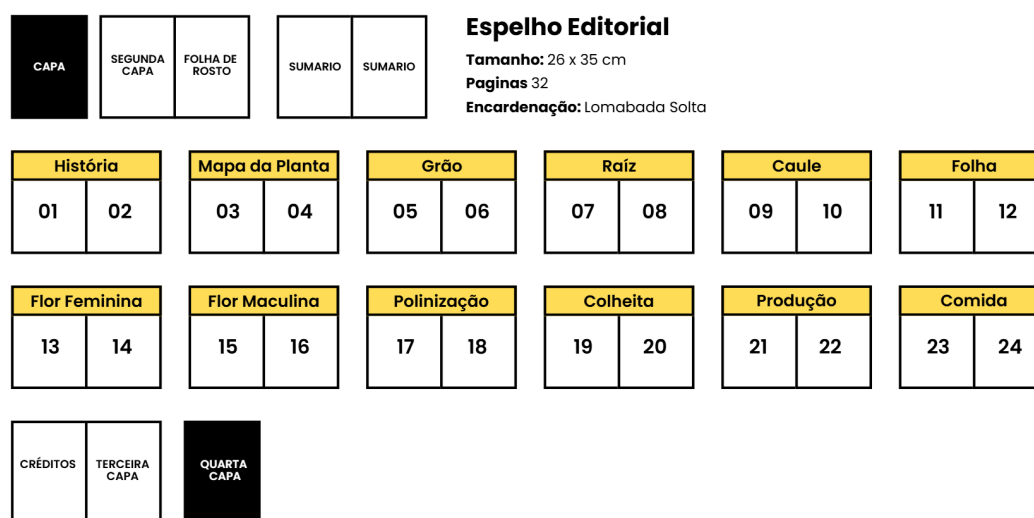 CAPA
SEGUNDA
CAPA
FOLHA DE
ROSTO
SUMARIO
SUMARIO
Espelho Editorial
Tamanho: 26 x 35 cm
Paginas 32
Encardenação: Lomabada Solta
História
01 02
Mapa da Planta
03 04
Grão
05 06
Raíz
07 08
Caule
09 10
Folha
11 12
Flor Feminina
13 14
Flor Maculina
15 16
Polinização
17 18
Colheita
19 20
Produção
21 22
Comida
23 24
CRÉDITOS
TERCEIRA
CAPA
QUARTA
CAPA